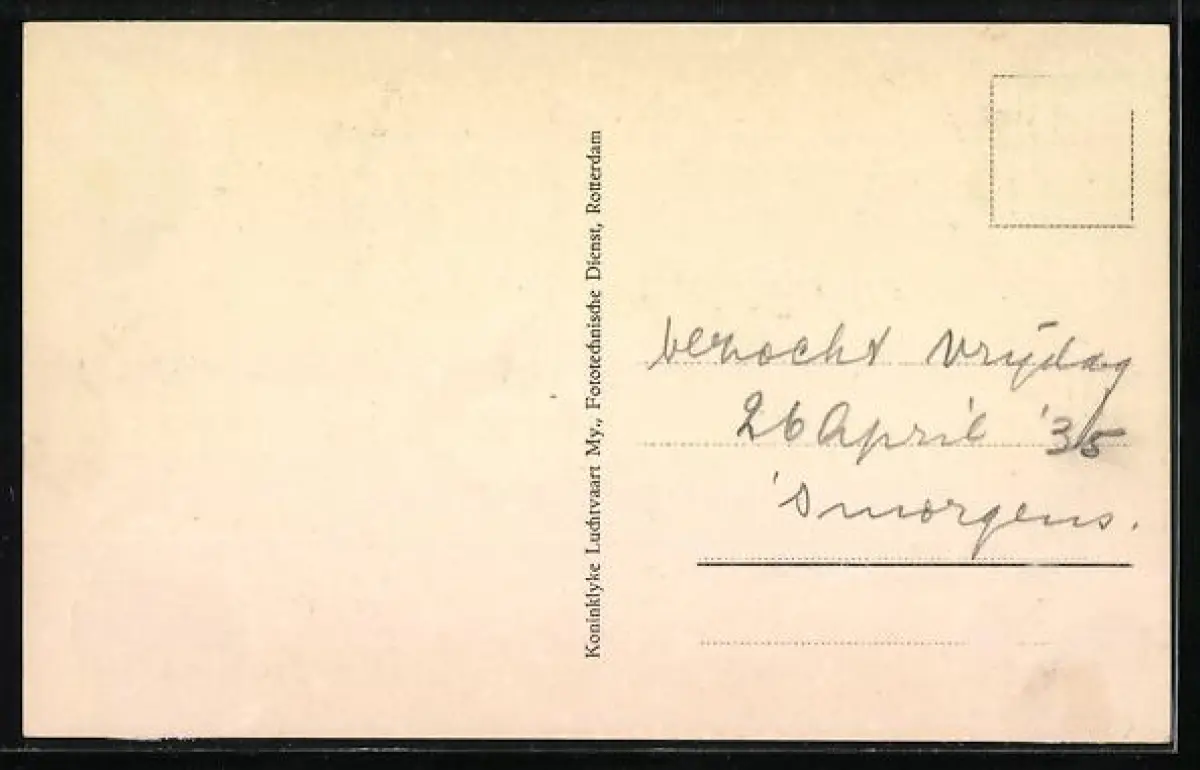 Koninklyke Luchtvaart My., Fototechnische Dienst, Rotterdam
bezocht vrijdag
26 April '35
's morgens.